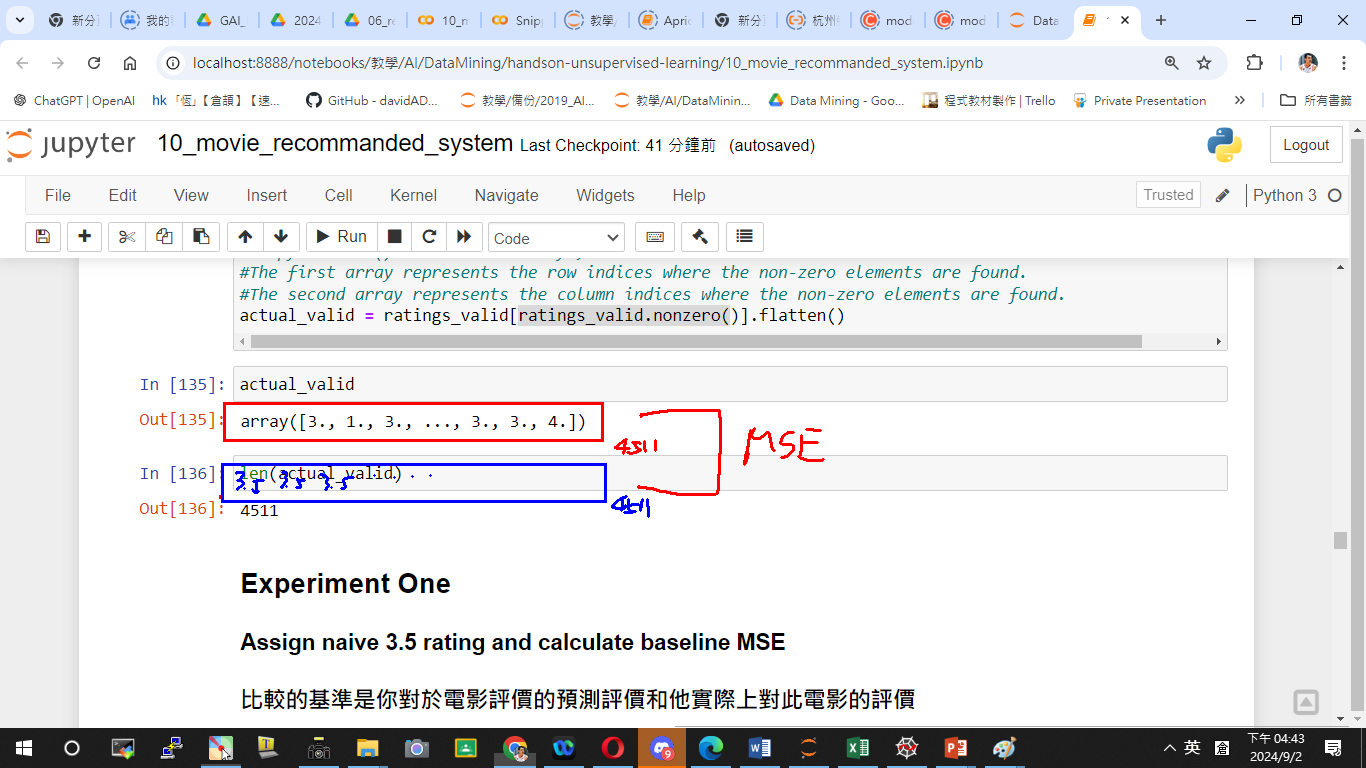 新分
我的
GAI_
2024
06_re
10_n
Snipp
教學/
Apric
新分
杭州
mod
mod
Data
localhost:8888/notebooks/教學/AI/DataMining/handson-unsupervised-learning/10_movie_recommanded_system.ipynb
ChatGPT | OpenAI
hk 「恆」【倉頡】【速...
GitHub - davidAD...
教學/備份/2019_AI...
教學/AI/DataMinin...
Data Mining - Goo...
程式教材製作 | Trello
Private Presentation
»
所有書籤
jupyter 10_movie_recommanded_system Last Checkpoint: 41 分鐘前 (autosaved)
Logout
File Edit View Insert Cell Kernel Navigate Widgets Help
Trusted
Python 3
Run
Code
#The first array represents the row indices where the non-zero elements are found.
#The second array represents the column indices where the non-zero elements are found.
actual_valid = ratings_valid[ratings_valid.nonzero()].flatten()
In [135]: actual_valid
Out[135]: array([3., 1., 3., ..., 3., 3., 4.])
4511
MSE
In [136]: len(actual_valid)
3.5 3.5 3.5 . . . .
4511
Out[136]: 4511
Experiment One
Assign naive 3.5 rating and calculate baseline MSE
比較的基準是你對於電影評價的預測評價和他實際上對此電影的評價
英
倉
下午 04:43
2024/9/2